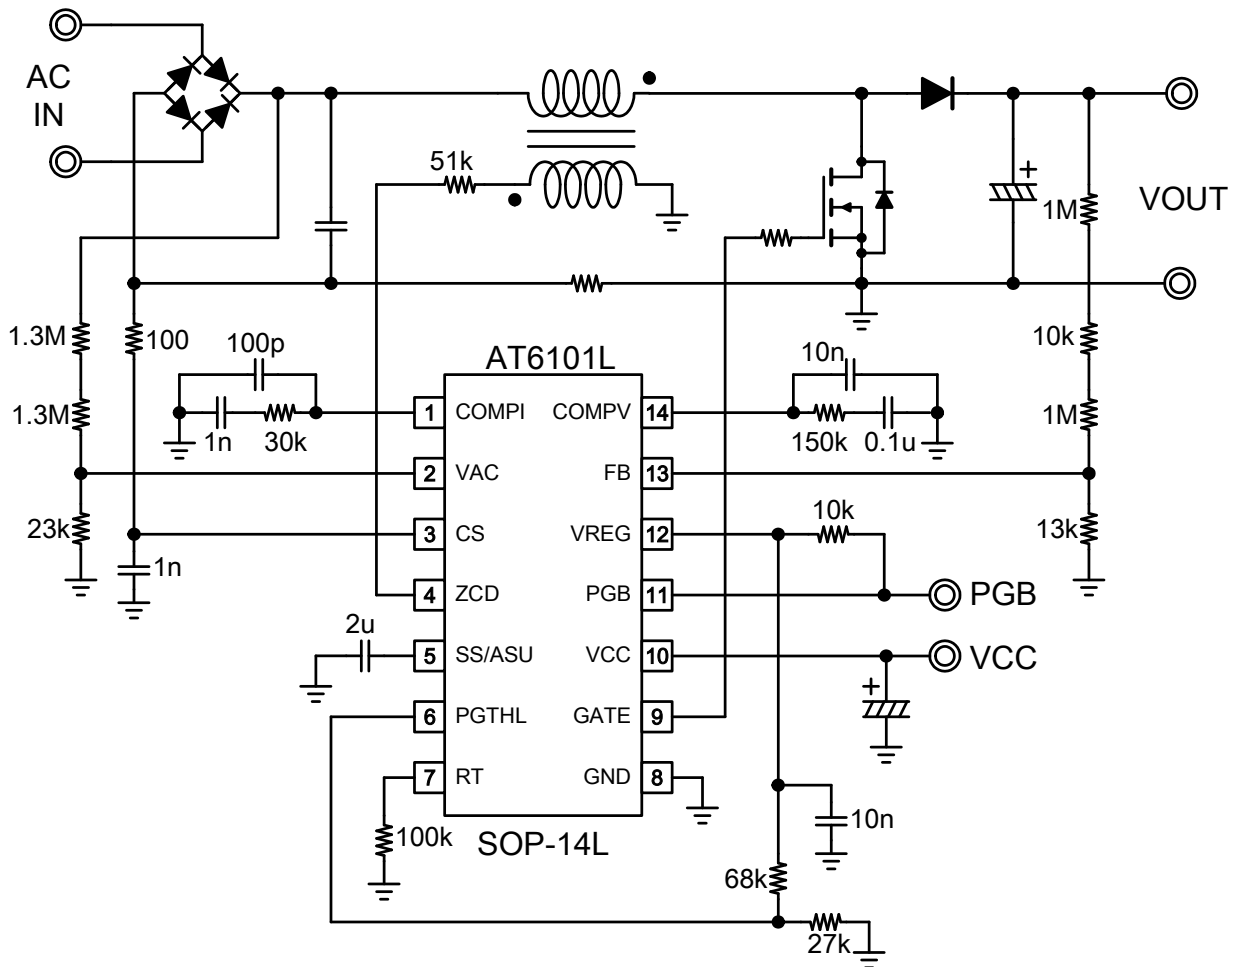 AC
IN
51k
1M
VOUT
1.3M
100
100p
10n
10k
AT6101L
1.3M
1n
30k
150k
0.1u
1M
1
COMPI
COMPV
14
2
VAC
FB
13
23k
10k
13k
3
CS
VREG
12
1n
4
ZCD
PGB
11
PGB
2u
5
SS/ASU
VCC
10
VCC
+
+
6
PGTHL
GATE
9
7
RT
GND
8
100k
10n
SOP-14L
68k
27k